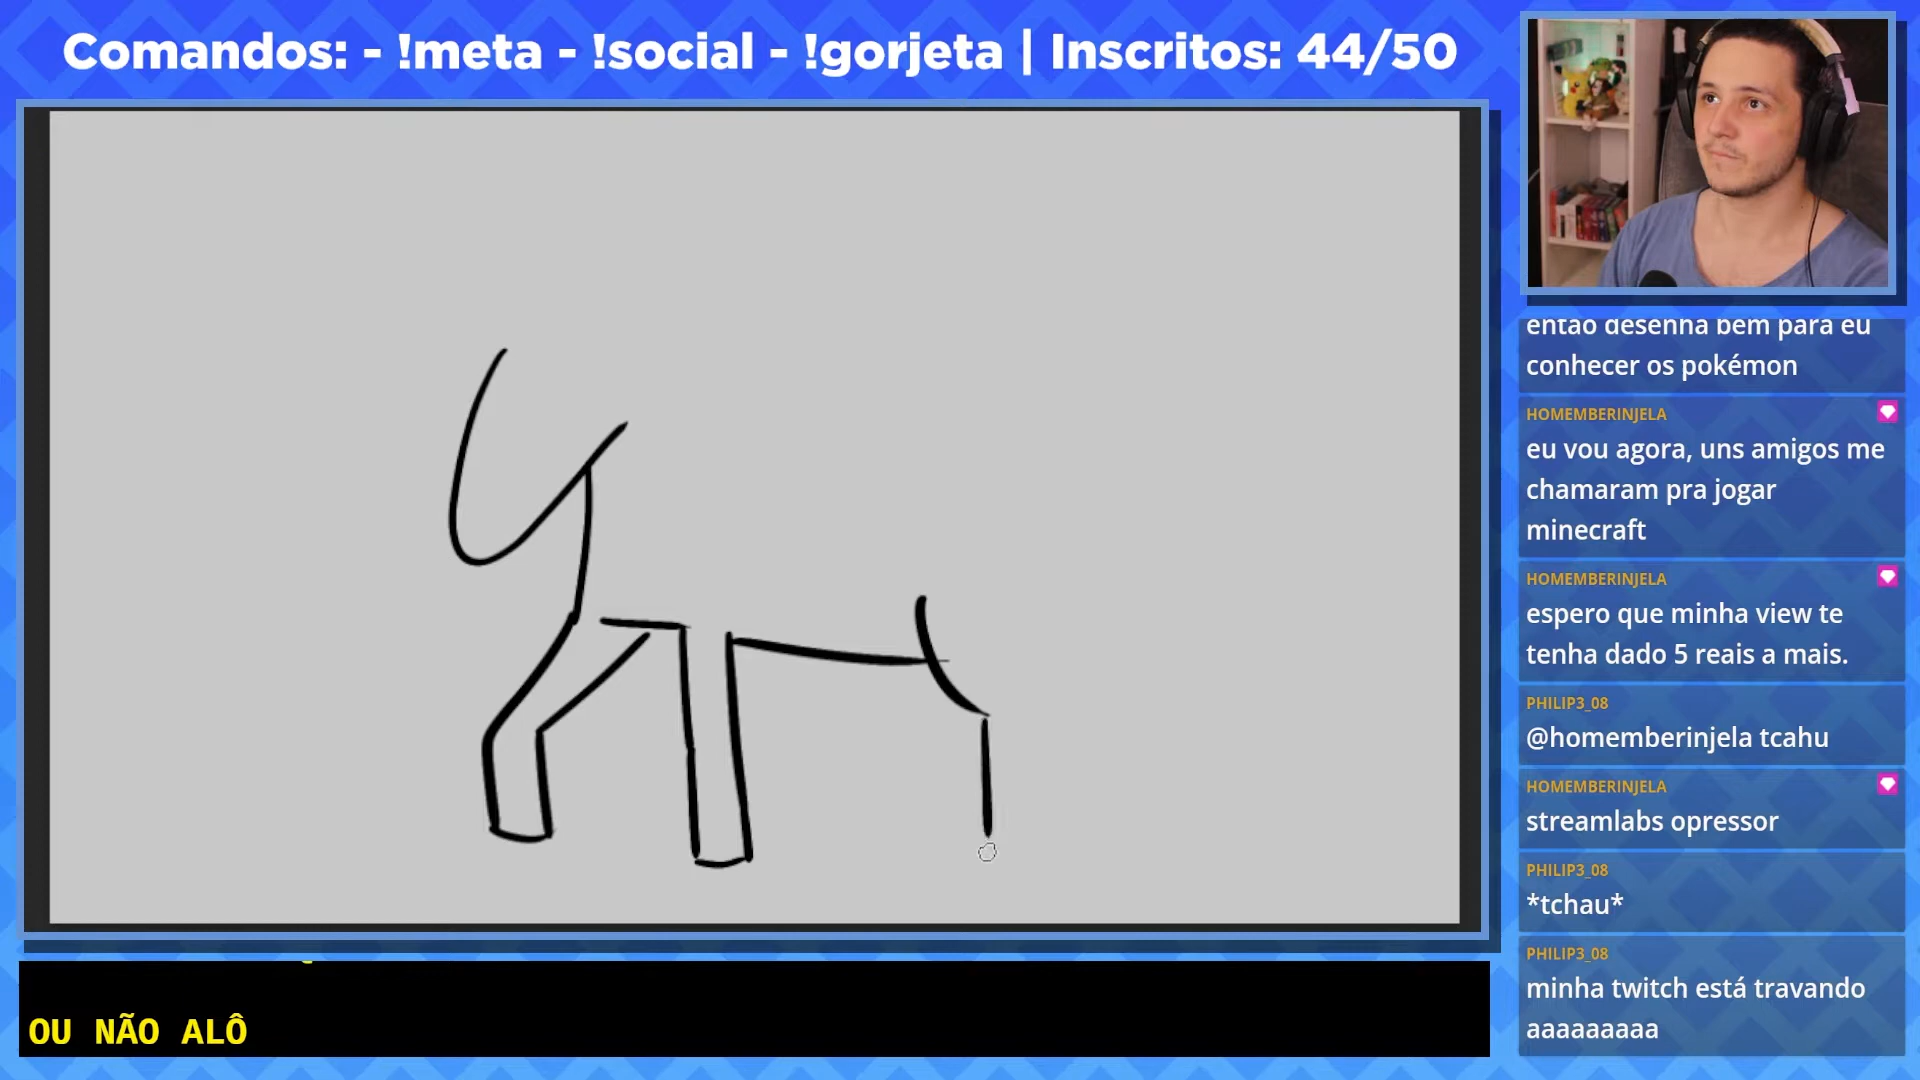 Comandos: - !meta - !social - !gorjeta | Inscritos: 44/50
então desenha bem para eu
conhecer os pokémon
HOMEMBERINJELA
eu vou agora, uns amigos me
chamaram pra jogar
minecraft
HOMEMBERINJELA
espero que minha view te
tenha dado 5 reais a mais.
PHILIP3_08
@homemberinjela tcahu
HOMEMBERINJELA
streamlabs opressor
PHILIP3_08
*tchau*
PHILIP3_08
minha twitch está travando
aaaaaaaaa
OU NÃO ALÔ